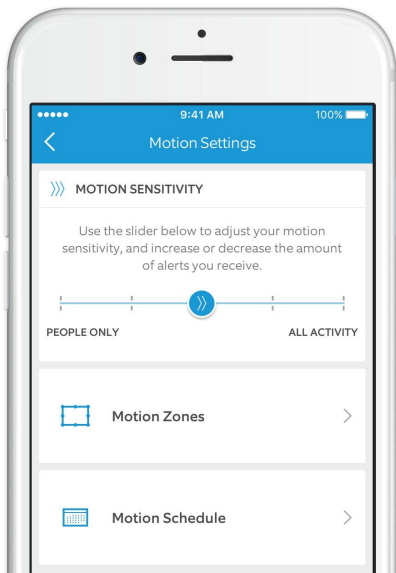 9:41 AM 100%
Motion Settings
MOTION SENSITIVITY
Use the slider below to adjust your motion
sensitivity, and increase or decrease the amount
of alerts you receive.
PEOPLE ONLY ALL ACTIVITY
Motion Zones
Motion Schedule